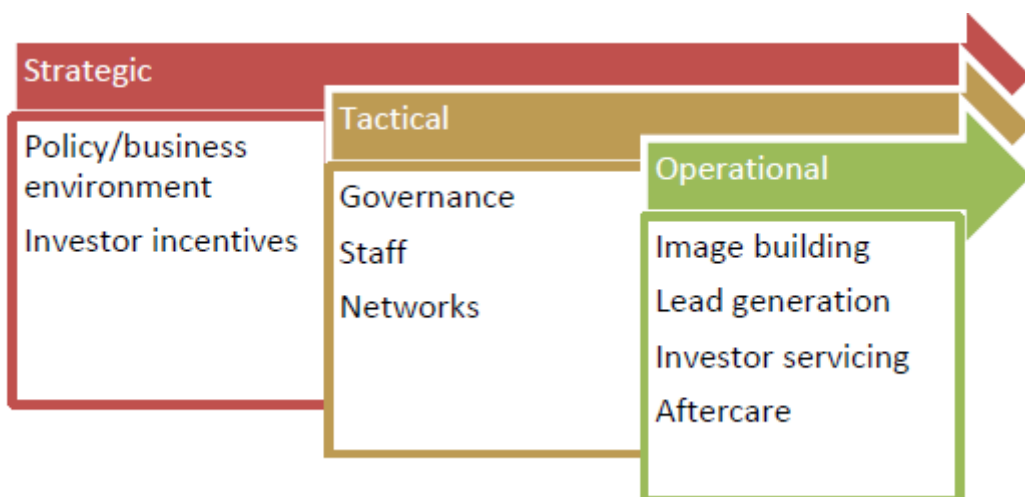 Strategic
Policy/business
environment
Investor incentives
Tactical
Governance
Staff
Networks
Operational
Image building
Lead generation
Investor servicing
Aftercare